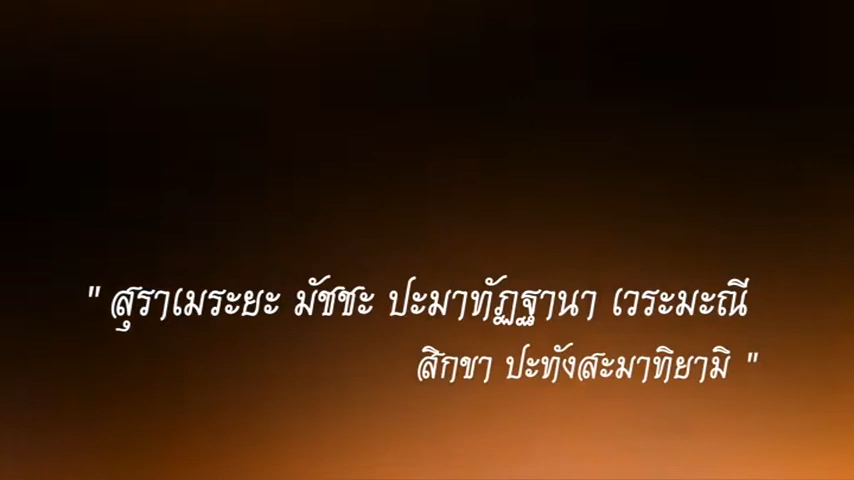 " สุราเมระยะ มัชชะ ปะมาทัฏฐานา เวระมะณี
สิกขา ปะทังสะมาทิยามิ "